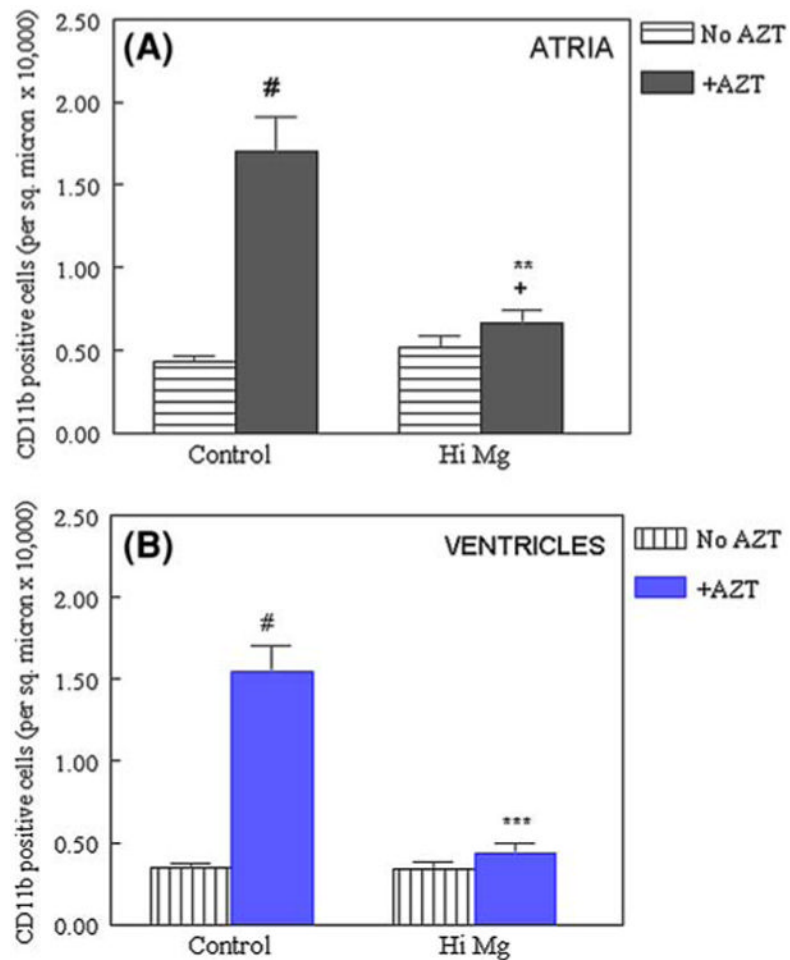 CD11b positive cells (per sq. micron x 10,000)
2.50
2.00
1.50
1.00
0.50
0.00
(A)
ATRIA
#
**
+
Control
Hi Mg
No AZT
+AZT
CD11b positive cells (per sq. micron x 10,000)
2.50
2.00
1.50
1.00
0.50
0.00
(B)
VENTRICLES
#
***
Control
Hi Mg
No AZT
+AZT